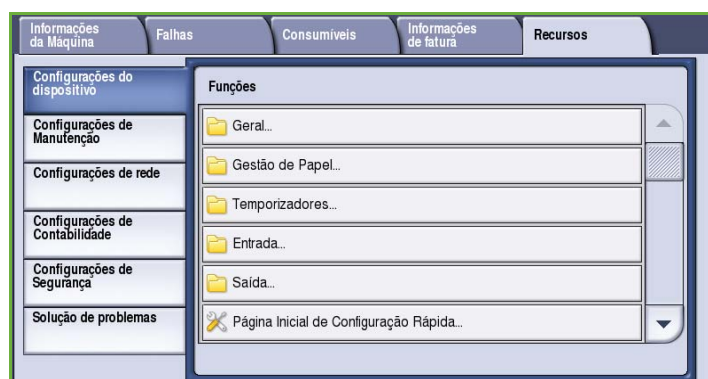 Informações
da Máquina
Falhas
Consumíveis
Informações
de fatura
Recursos
Configurações do
dispositivo
Configurações de
Manutenção
Configurações de rede
Configurações de
Contabilidade
Configurações de
Segurança
Solução de problemas
Funções
Geral...
Gestão de Papel...
Temporizadores...
Entrada...
Saída...
Página Inicial de Configuração Rápida...